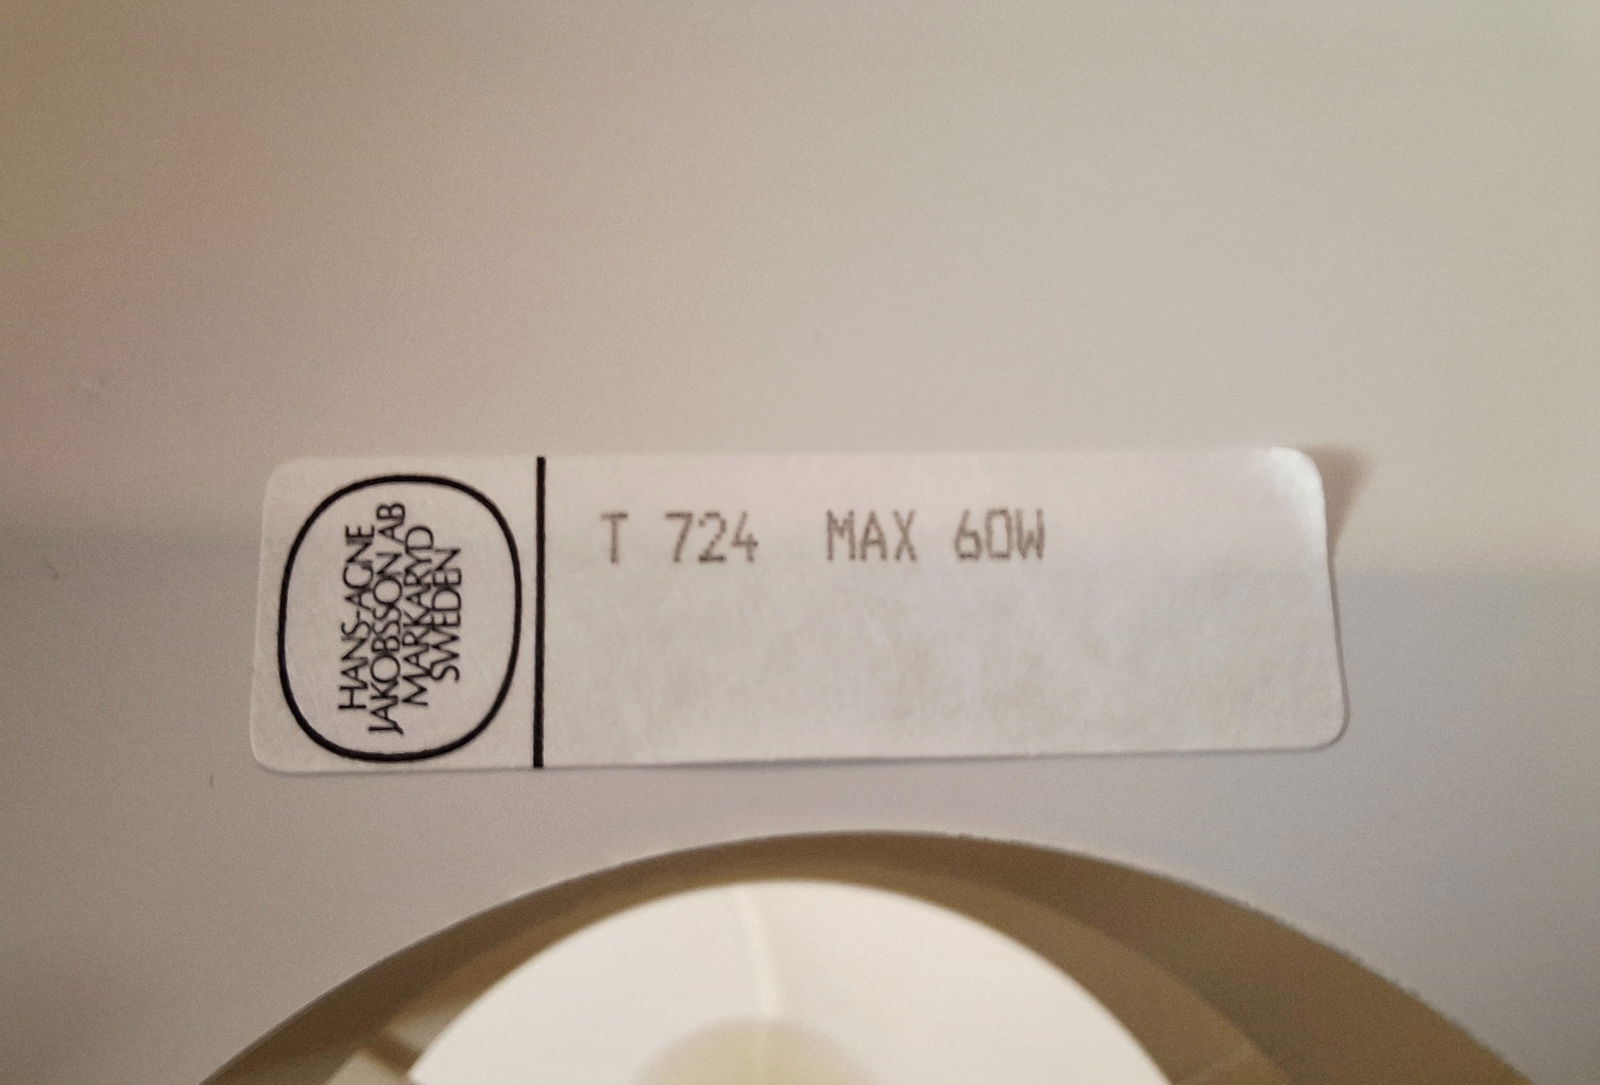 HANS-AGNE
JAKOBSSON AB
MARKARYD
SWEDEN
T 724 MAX 60W